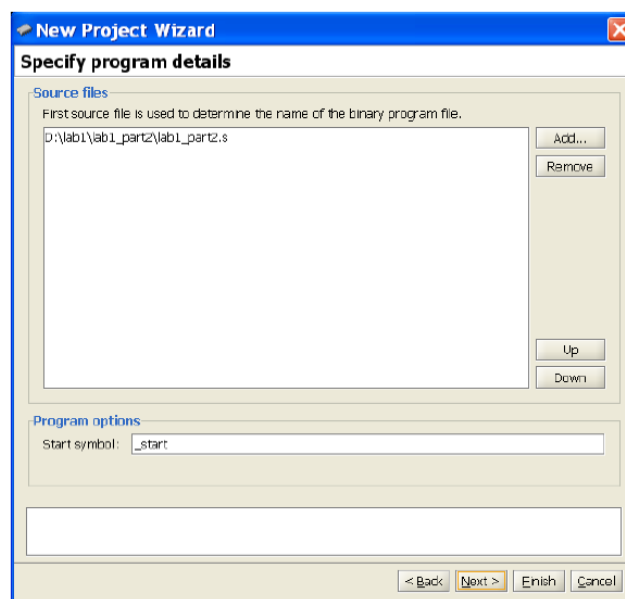 New Project Wizard
Specify program details
Source files
First source file is used to determine the name of the binary program file.
D:\lab1\lab1_part2\lab1_part2.s
Add...
Remove
Up
Down
Program options
Start symbol: _start
< Back Next > Finish Cancel